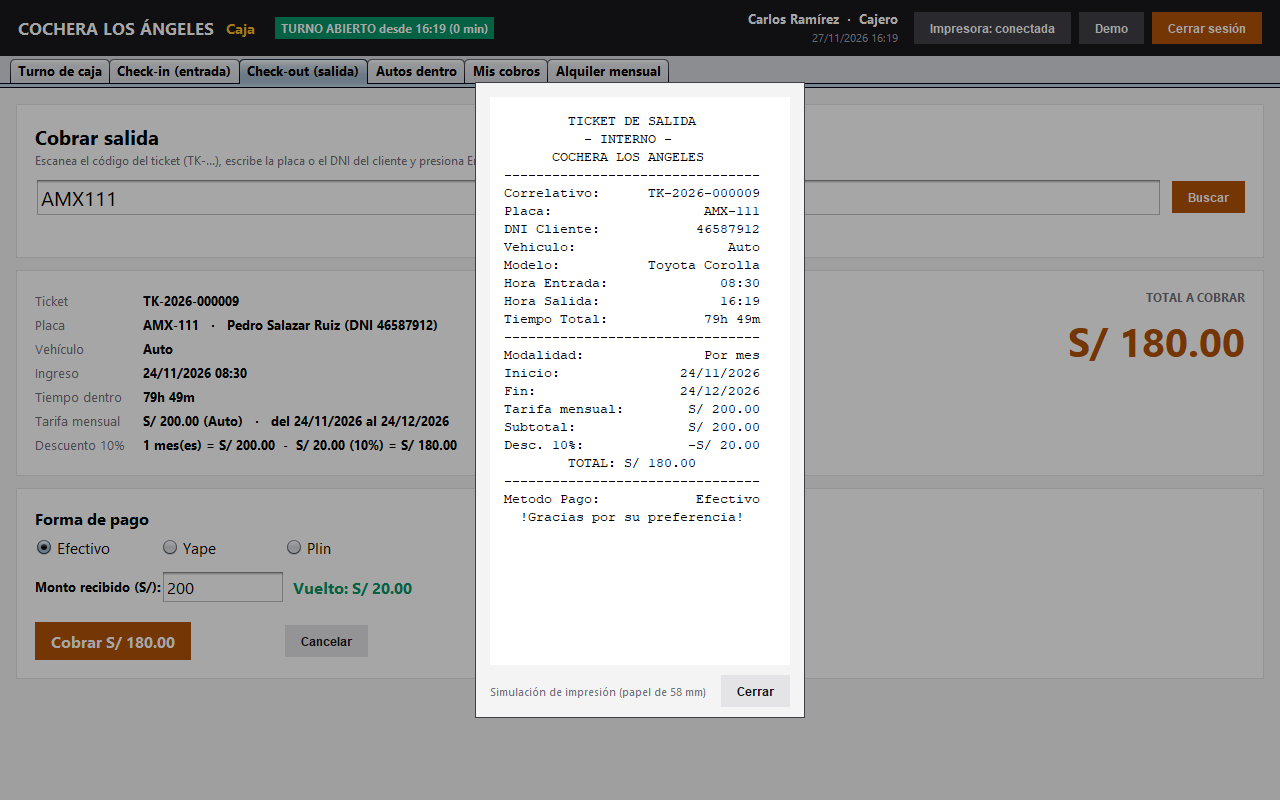 COCHERA LOS ÁNGELES Caja TURNO ABIERTO desde 16:19 (0 min) Carlos Ramírez · Cajero
27/11/2026 16:19
Impresora: conectada Demo Cerrar sesión
Turno de caja Check-in (entrada) Check-out (salida) Autos dentro Mis cobros Alquiler mensual
Cobrar salida
Escanea el código del ticket (TK-...), escribe la placa o el DNI del cliente y presiona
AMX111 Buscar
Ticket TK-2026-000009
Placa AMX-111 · Pedro Salazar Ruiz (DNI 46587912)
Vehículo Auto
Ingreso 24/11/2026 08:30
Tiempo dentro 79h 49m
Tarifa mensual S/ 200.00 (Auto) · del 24/11/2026 al 24/12/2026
Descuento 10% 1 mes(es) = S/ 200.00 - S/ 20.00 (10%) = S/ 180.00
TOTAL A COBRAR
S/ 180.00
Forma de pago
Efectivo Yape Plin
Monto recibido (S/): 200 Vuelto: S/ 20.00
Cobrar S/ 180.00 Cancelar
TICKET DE SALIDA
- INTERNO -
COCHERA LOS ANGELES
--------------------------------
Correlativo: TK-2026-000009
Placa: AMX-111
DNI Cliente: 46587912
Vehiculo: Auto
Modelo: Toyota Corolla
Hora Entrada: 08:30
Hora Salida: 16:19
Tiempo Total: 79h 49m
--------------------------------
Modalidad: Por mes
Inicio: 24/11/2026
Fin: 24/12/2026
Tarifa mensual: S/ 200.00
Subtotal: S/ 200.00
Desc. 10%: -S/ 20.00
TOTAL: S/ 180.00
--------------------------------
Metodo Pago: Efectivo
!Gracias por su preferencia!
Simulación de impresión (papel de 58 mm) Cerrar